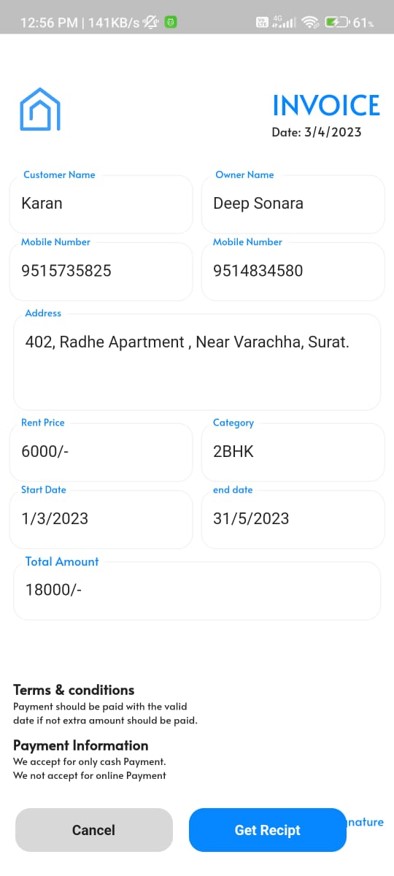 12:56 PM | 141KB/s
4G 61%
INVOICE
Date: 3/4/2023
Customer Name
Owner Name
Karan
Deep Sonara
Mobile Number
Mobile Number
9515735825
9514834580
Address
402, Radhe Apartment , Near Varachha, Surat.
Rent Price
Category
6000/-
2BHK
Start Date
end date
1/3/2023
31/5/2023
Total Amount
18000/-
Terms & conditions
Payment should be paid with the valid
date if not extra amount should be paid.
Payment Information
We accept for only cash Payment.
We not accept for online Payment
Cancel
Get Recipt
nature